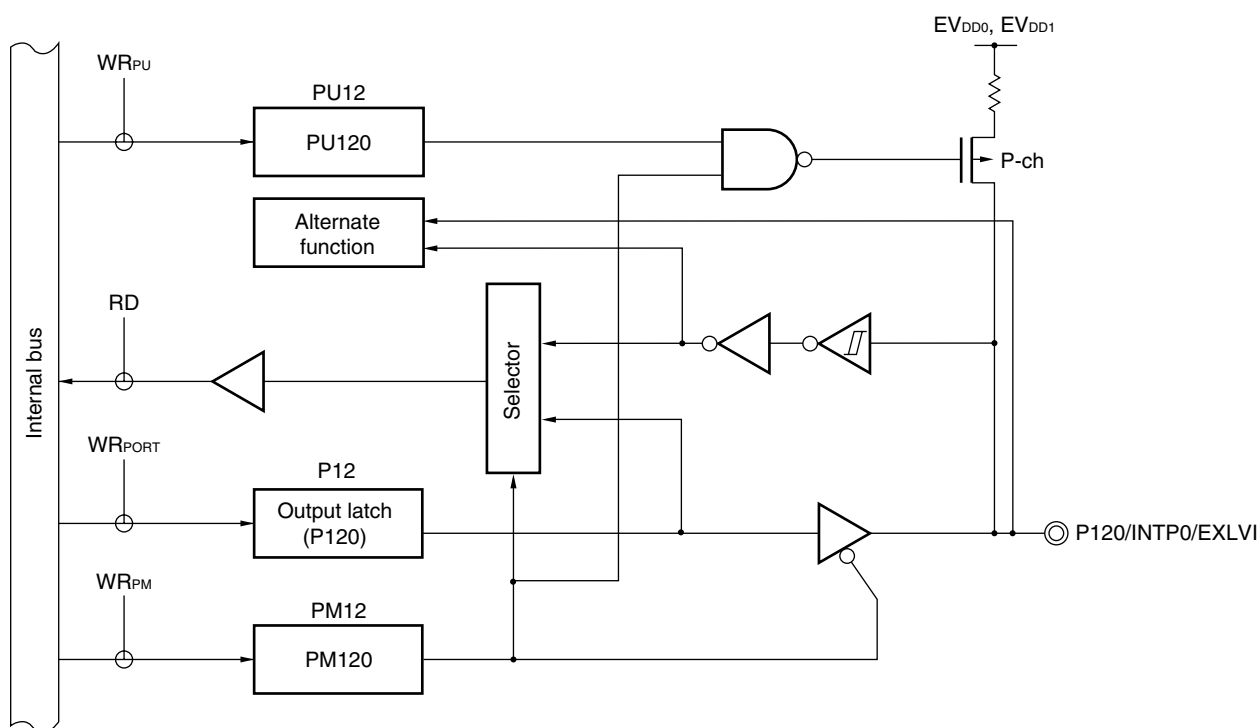 EVDD0, EVDD1
WRPU
PU12
PU120
P-ch
Alternate
function
RD
Selector
Internal bus
WRPORT
P12
Output latch
(P120)
P120/INTP0/EXLVI
WRPM
PM12
PM120